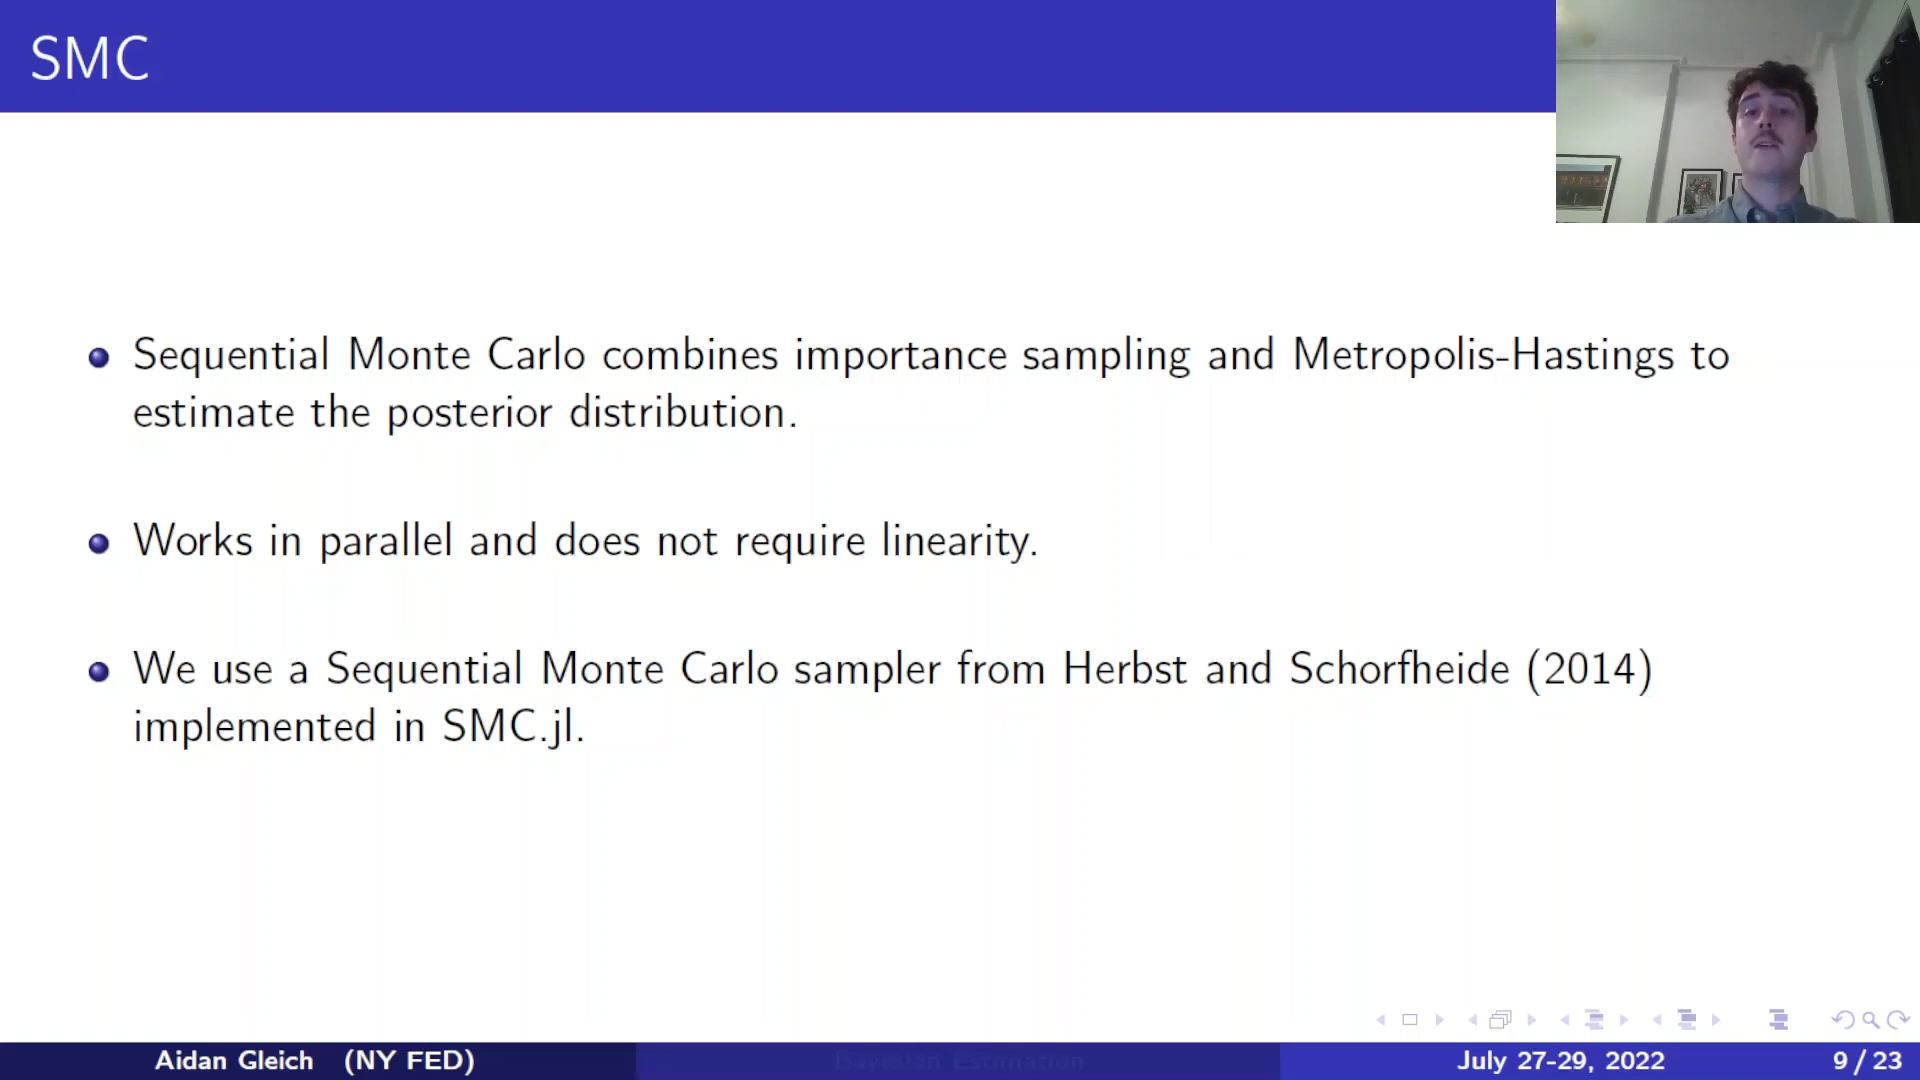 SMC
Sequential Monte Carlo combines importance sampling and Metropolis-Hastings to
estimate the posterior distribution.
Works in parallel and does not require linearity.
We use a Sequential Monte Carlo sampler from Herbst and Schorfheide (2014)
implemented in SMC.jl.
Aidan Gleich (NY FED) Bayesian Estimation July 27-29, 2022 9 / 23